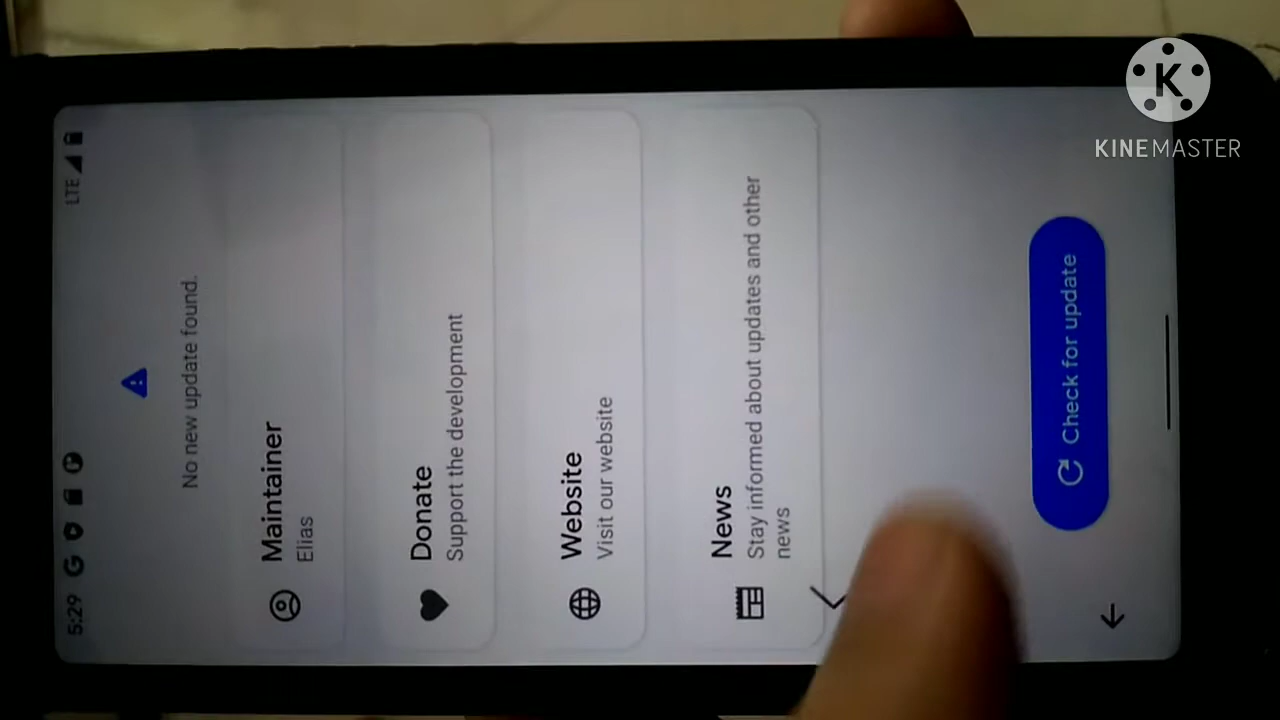 5:29
LTE
No new update found.
Maintainer
Elias
Donate
Support the development
Website
Visit our website
News
Stay informed about updates and other
news
Check for update
K
KINEMASTER